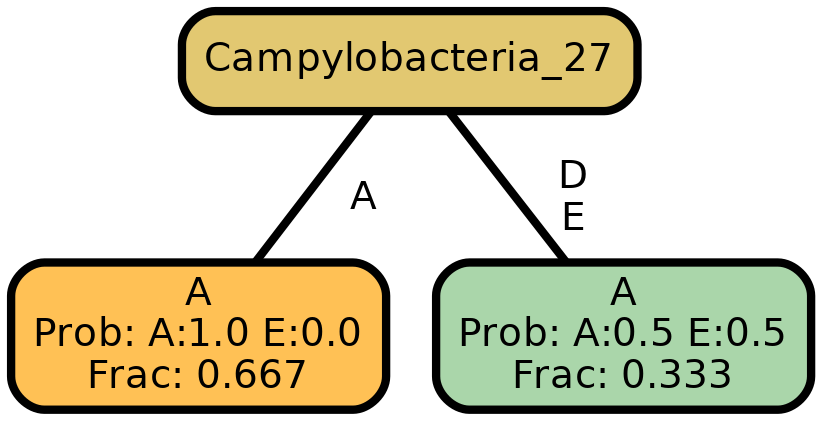 Campylobacteria_27
A
D
E
A
Prob: A:1.0 E:0.0
Frac: 0.667
A
Prob: A:0.5 E:0.5
Frac: 0.333